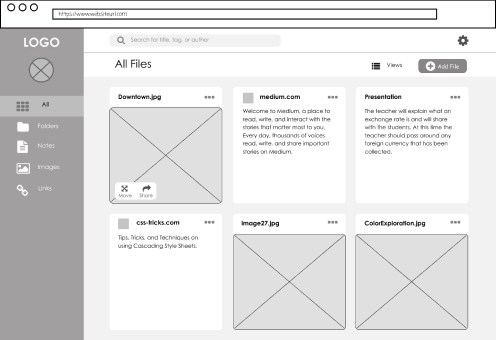 https://www.websiteurl.com
LOGO
Search for title, tag, or author
All Files
Views
Add File
All
Folders
Notes
Images
Links
Downtown.jpg
Move
Share
medium.com
Welcome to Medium, a place to
read, write, and interact with the
stories that matter most to you.
Every day, thousands of voices
read, write, and share important
stories on Medium.
Presentation
The teacher will explain what an
exchange rate is and will share
with the students. At this time the
teacher should pass around any
foreign currency that has been
collected.
css-tricks.com
Tips, Tricks, and Techniques on
using Cascading Style Sheets.
image27.jpg
ColorExploration.jpg